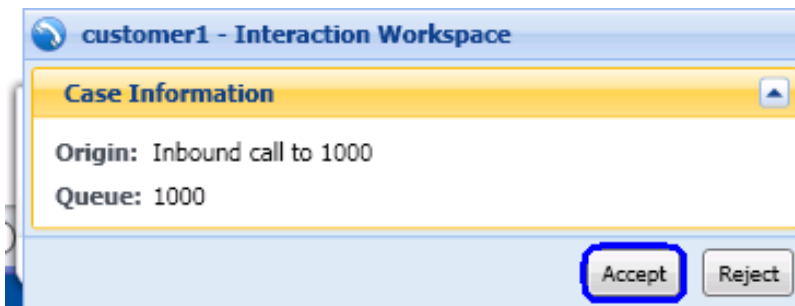 customer1 - Interaction Workspace
Case Information
Origin: Inbound call to 1000
Queue: 1000
Accept Reject